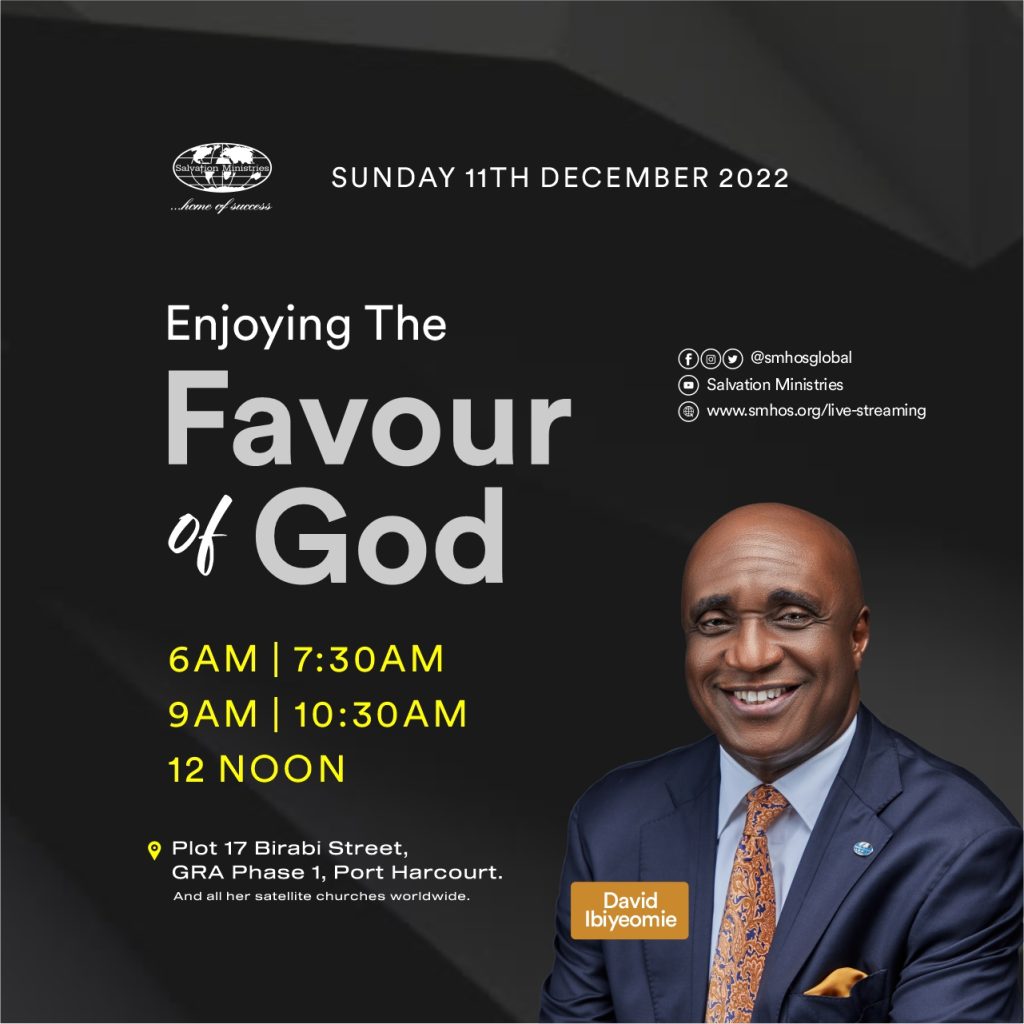 Salvation Ministries
...home of success
SUNDAY 11TH DECEMBER 2022
Enjoying The
Favour
of God
@smhosglobal
Salvation Ministries
www.smhos.org/live-streaming
6AM | 7:30AM
9AM | 10:30AM
12 NOON
Plot 17 Birabi Street,
GRA Phase 1, Port Harcourt.
And all her satellite churches worldwide.
David
Ibiyeomie